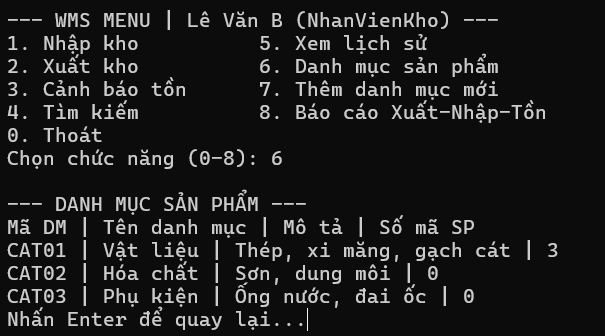 --- WMS MENU | Lê Văn B (NhanVienKho) ---
1. Nhập kho 5. Xem lịch sử
2. Xuất kho 6. Danh mục sản phẩm
3. Cảnh báo tồn 7. Thêm danh mục mới
4. Tìm kiếm 8. Báo cáo Xuất-Nhập-Tồn
0. Thoát
Chọn chức năng (0-8): 6
--- DANH MỤC SẢN PHẨM ---
Mã DM | Tên danh mục | Mô tả | Số mã SP
CAT01 | Vật liệu | Thép, xi măng, gạch cát | 3
CAT02 | Hóa chất | Sơn, dung môi | 0
CAT03 | Phụ kiện | Ống nước, đai ốc | 0
Nhấn Enter để quay lại...